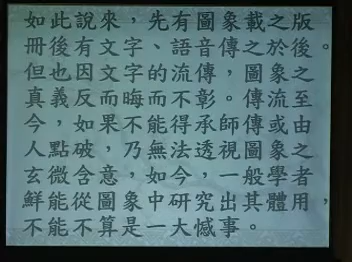 如此說來，先有圖象載之版
冊後有文字、語音傳之於後。
但也因文字的流傳，圖象之
真義反而晦而不彰。傳流至
今，如果不能得承師傳或由
人點破，乃無法透視圖象之
玄微含意，如今，一般學者
鮮能從圖象中研究出其體用，
不能不算是一大憾事。